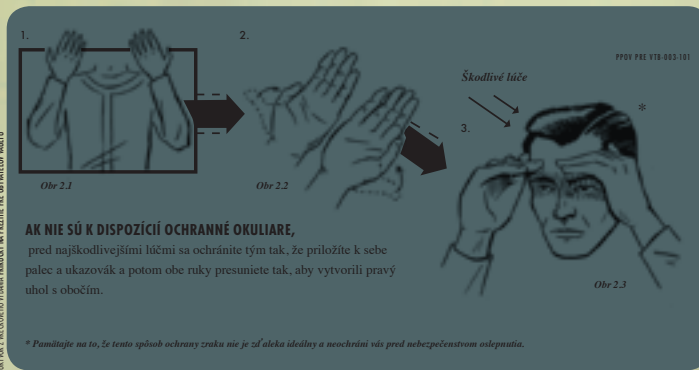 1.
2.
PPOV PRE VTB-003-101
Škodlivé lúče
*
3.
Obr 2.1
Obr 2.2
Obr 2.3
AK NIE SÚ K DISPOZÍCIÍ OCHRANNÉ OKULIARE,
pred najškodlivejšími lúčmi sa ochránite tým tak, že priložíte k sebe
palec a ukazovák a potom obe ruky presuniete tak, aby vytvorili pravý
uhol s obočím.
* Pamätajte na to, že tento spôsob ochrany zraku nie je zďaleka ideálny a neochráni vás pred nebezpečenstvom oslepnutia.